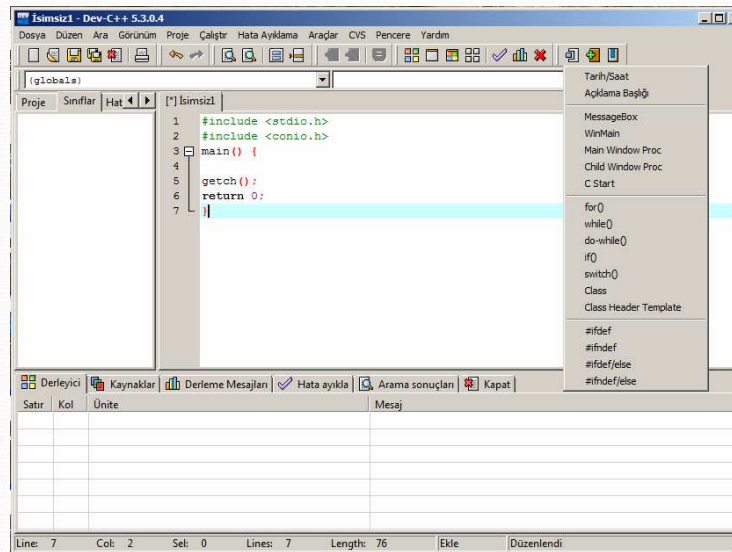 İsimsiz1 - Dev-C++ 5.3.0.4
Dosya Düzen Ara Görünüm Proje Çalıştır Hata Ayıklama Araçlar CVS Pencere Yardım
(globals)
Proje Sınıflar Hat
[*] İsimsiz1
1 #include <stdio.h>
2 #include <conio.h>
3 main() {
4
5 getch();
6 return 0;
7 }
Tarih/Saat
Açıklama Başlığı
MessageBox
WinMain
Main Window Proc
Child Window Proc
C Start
for()
while()
do-while()
if()
switch()
Class
Class Header Template
#ifdef
#ifndef
#ifdef/else
#ifndef/else
Derleyici Kaynaklar Derleme Mesajları Hata ayıkla Arama sonuçları Kapat
Satır Kol Ünite Mesaj
Line: 7 Col: 2 Sel: 0 Lines: 7 Length: 76 Ekle Düzenlendi